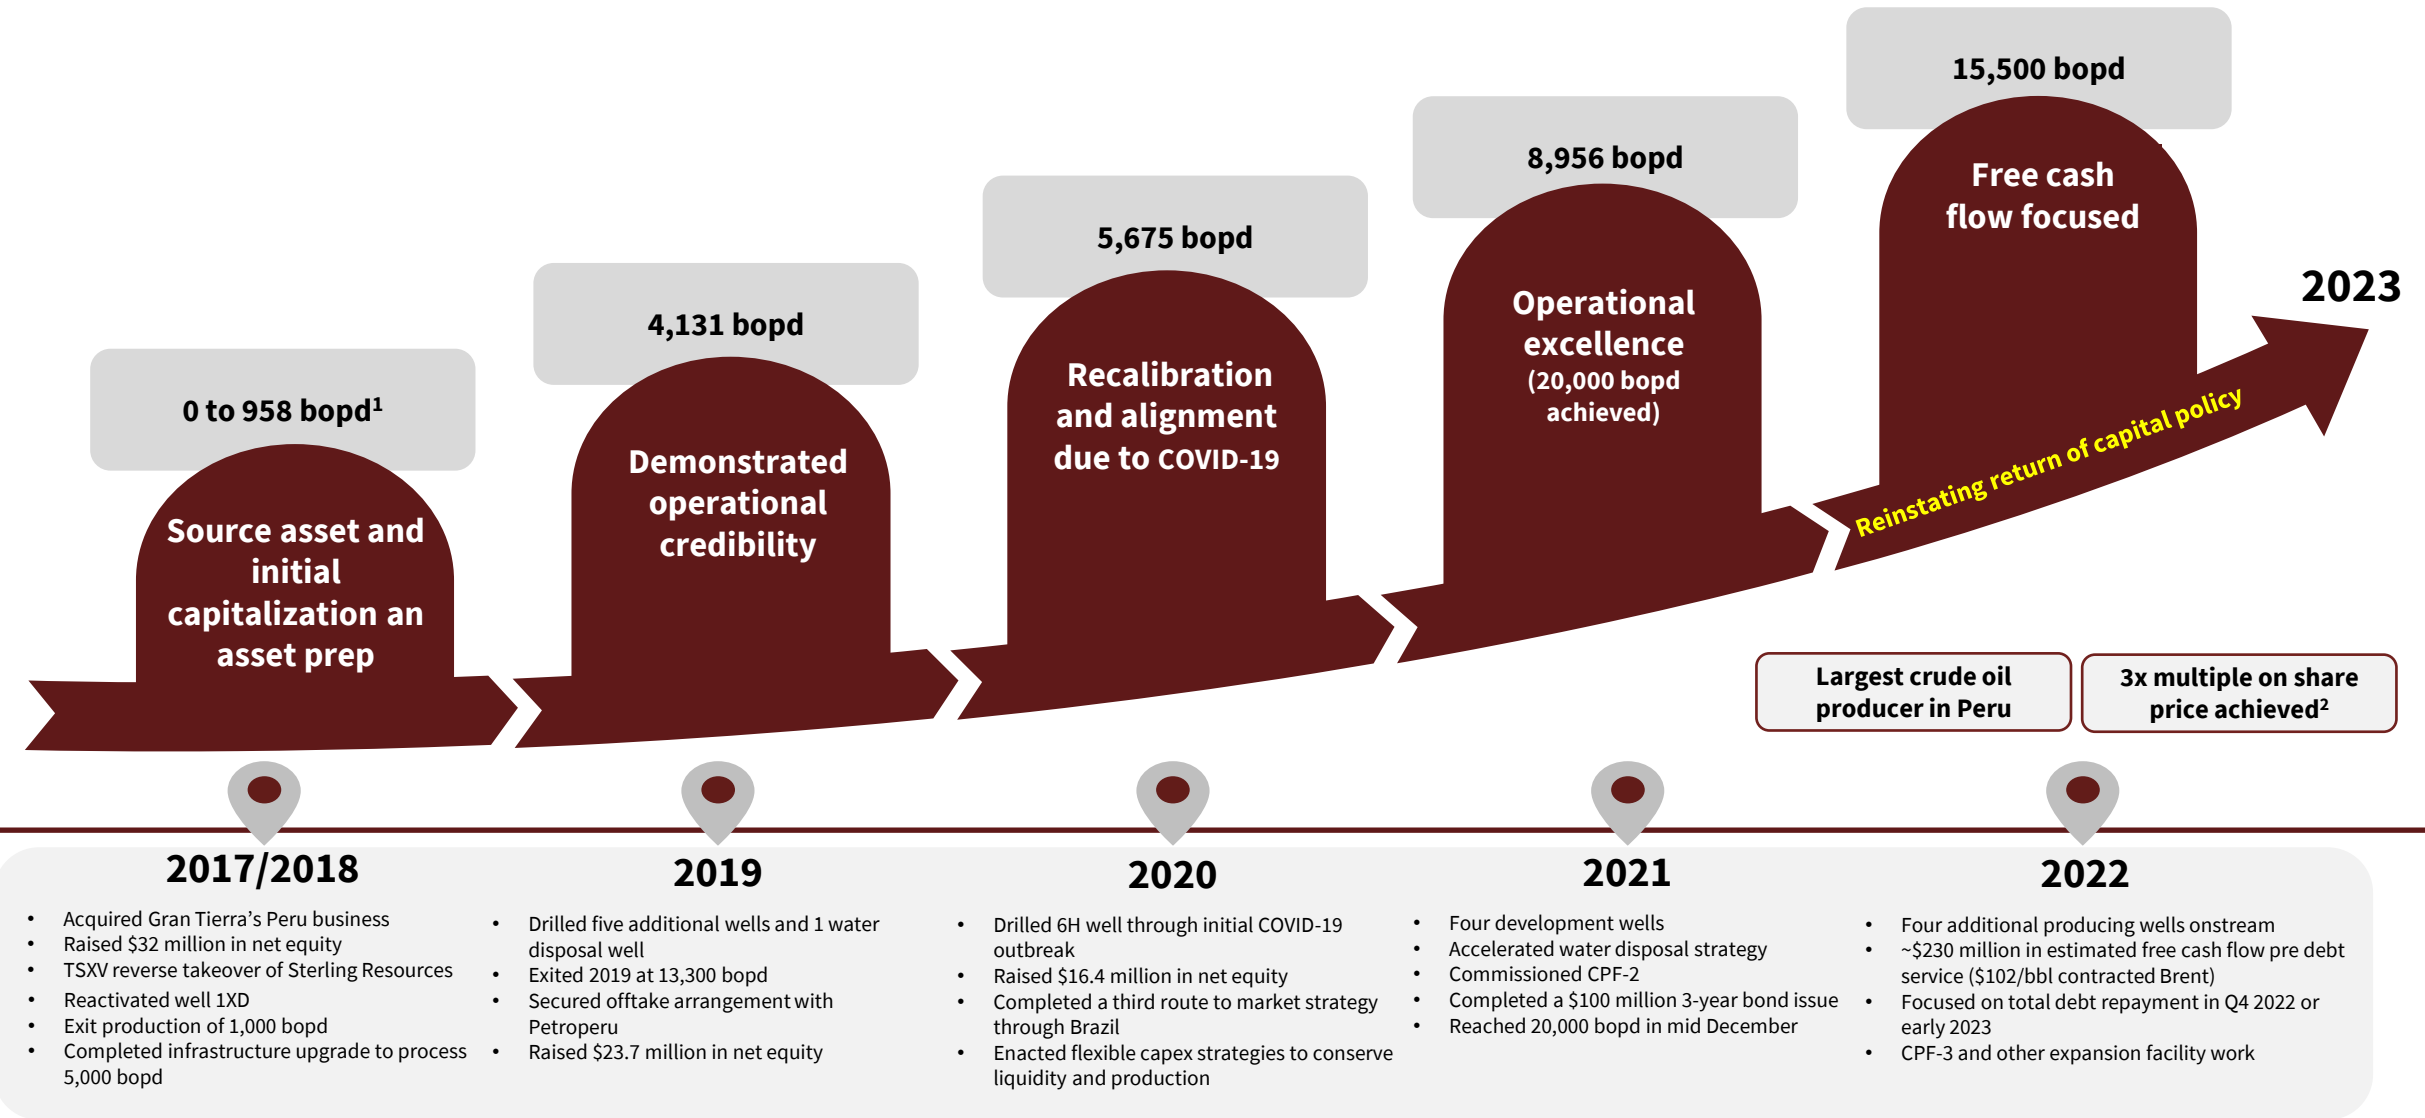 0 to 958 bopd¹
Source asset and
initial
capitalization an
asset prep
4,131 bopd
Demonstrated
operational
credibility
5,675 bopd
Recalibration
and alignment
due to COVID-19
8,956 bopd
Operational
excellence
(20,000 bopd
achieved)
15,500 bopd
Free cash
flow focused
2023
Reinstating return of capital policy
Largest crude oil
producer in Peru
3x multiple on share
price achieved²
2017/2018
• Acquired Gran Tierra’s Peru business
• Raised $32 million in net equity
• TSXV reverse takeover of Sterling Resources
• Reactivated well 1XD
• Exit production of 1,000 bopd
• Completed infrastructure upgrade to process
5,000 bopd
2019
• Drilled five additional wells and 1 water
disposal well
• Exited 2019 at 13,300 bopd
• Secured offtake arrangement with
Petroperu
• Raised $23.7 million in net equity
2020
• Drilled 6H well through initial COVID-19
outbreak
• Raised $16.4 million in net equity
• Completed a third route to market strategy
through Brazil
• Enacted flexible capex strategies to conserve
liquidity and production
2021
• Four development wells
• Accelerated water disposal strategy
• Commissioned CPF-2
• Completed a $100 million 3-year bond issue
• Reached 20,000 bopd in mid December
2022
• Four additional producing wells onstream
• ~$230 million in estimated free cash flow pre debt
service ($102/bbl contracted Brent)
• Focused on total debt repayment in Q4 2022 or
early 2023
• CPF-3 and other expansion facility work